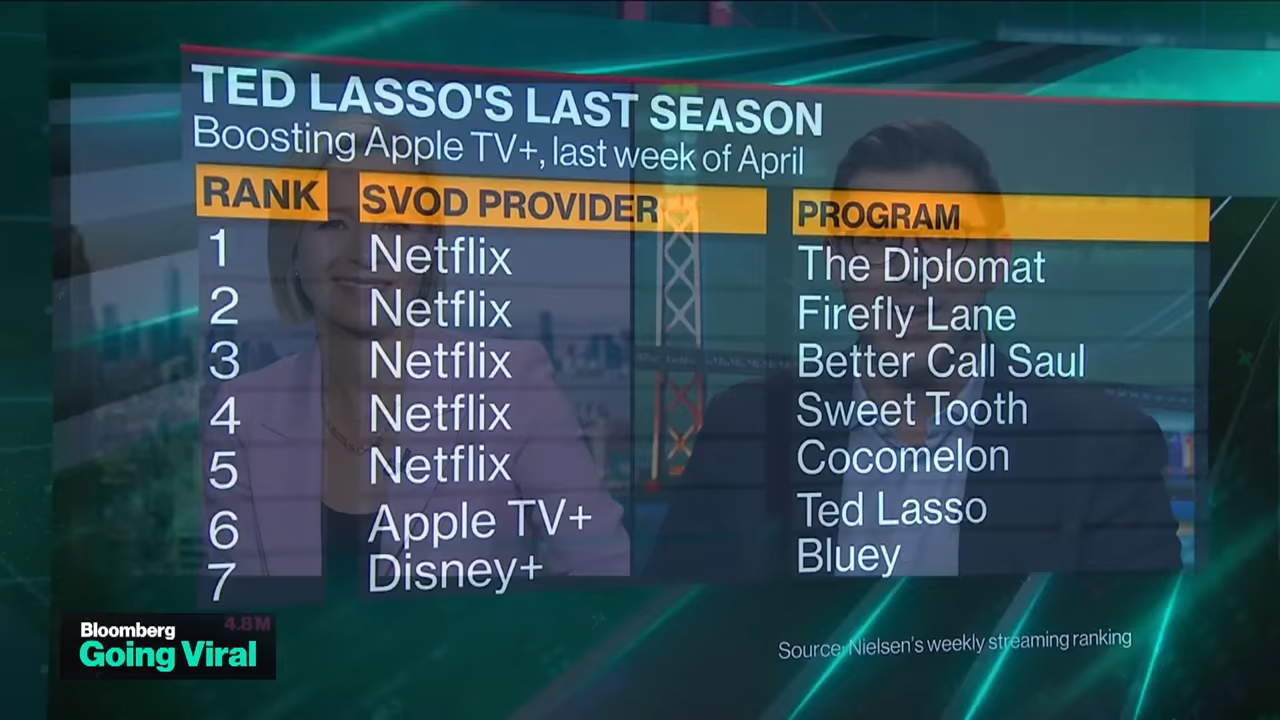 TED LASSO'S LAST SEASON
Boosting Apple TV+, last week of April
RANK SVOD PROVIDER PROGRAM
1 Netflix The Diplomat
2 Netflix Firefly Lane
3 Netflix Better Call Saul
4 Netflix Sweet Tooth
5 Netflix Cocomelon
6 Apple TV+ Ted Lasso
7 Disney+ Bluey
4.8M
Bloomberg
Going Viral
Source: Nielsen's weekly streaming ranking